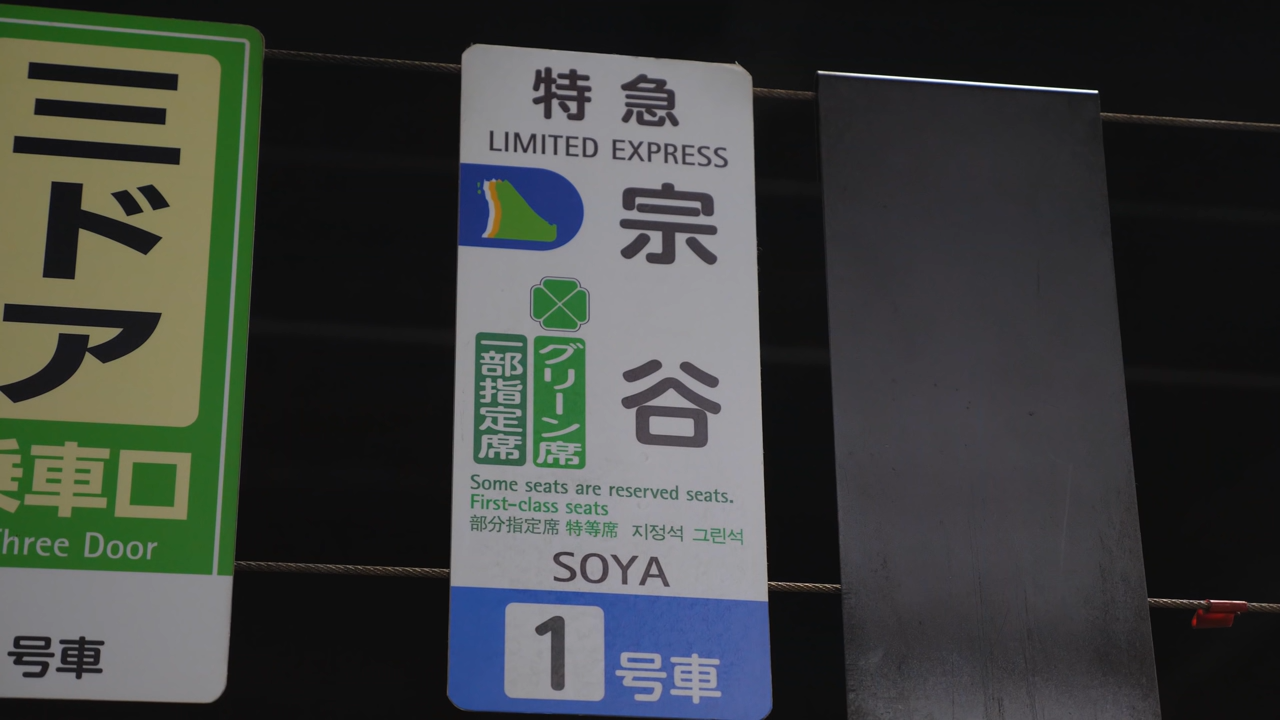 三ドア
乗車口
Three Door
号車
特急
LIMITED EXPRESS
宗谷
一部指定席
グリーン席
Some seats are reserved seats.
First-class seats
部分指定席 特等席 지정석 그린석
SOYA
1号車